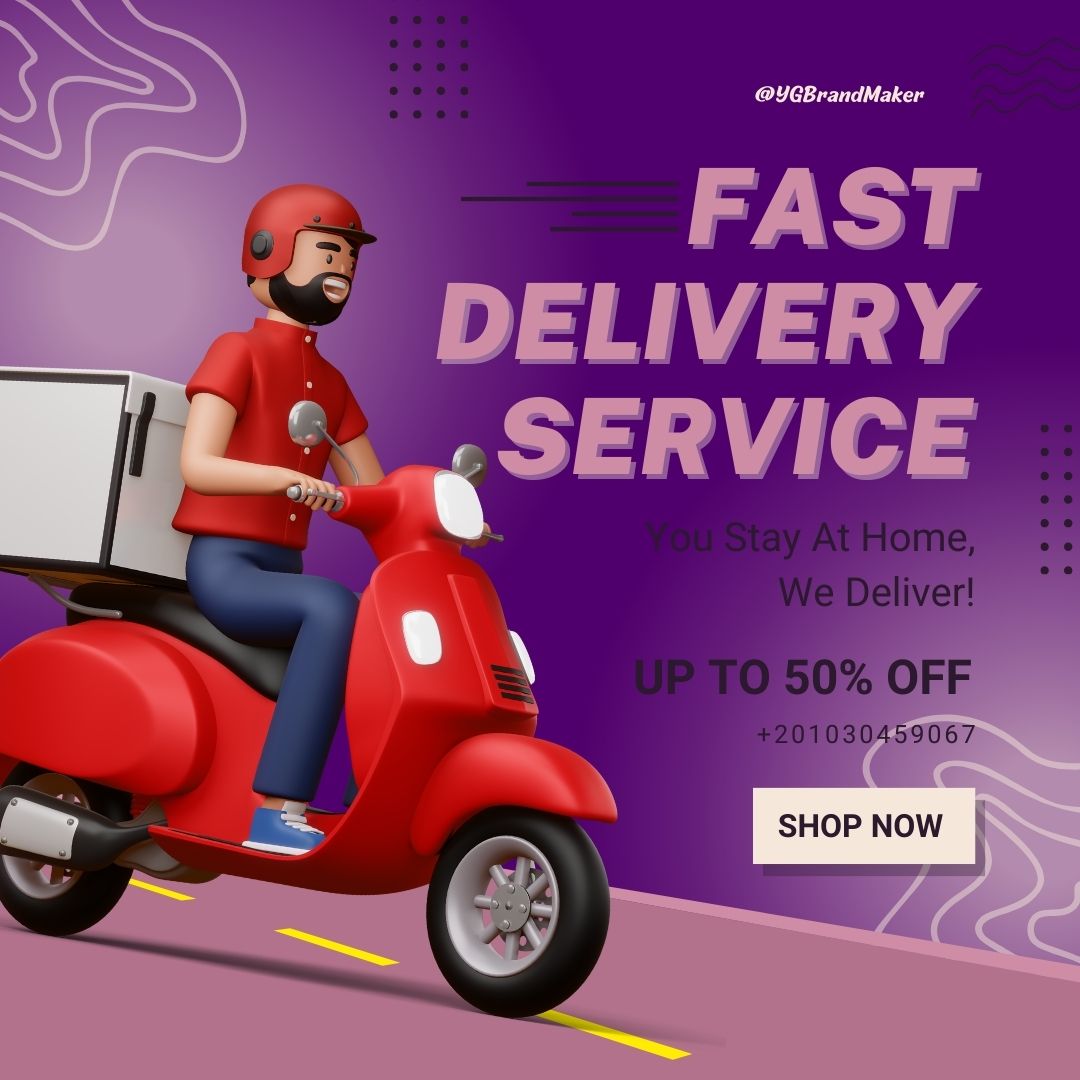 @YGBrandMaker
FAST
DELIVERY
SERVICE
You Stay At Home,
We Deliver!
UP TO 50% OFF
+201030459067
SHOP NOW